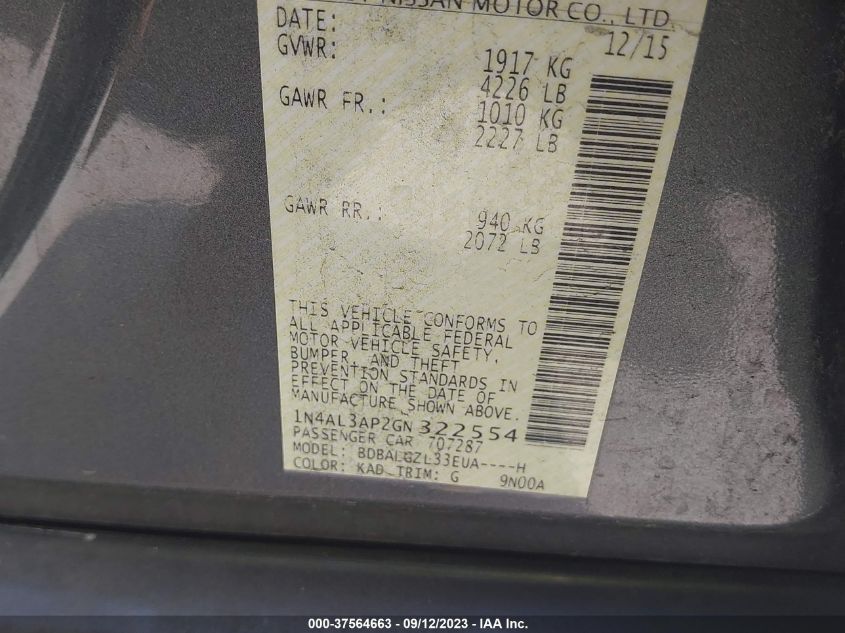 NISSAN MOTOR CO., LTD
DATE: 12/15
GVWR: 1917 KG
4226 LB
GAWR FR.: 1010 KG
2227 LB
GAWR RR.: 940 KG
2072 LB
THIS VEHICLE CONFORMS TO
ALL APPLICABLE FEDERAL
MOTOR VEHICLE SAFETY,
BUMPER, AND THEFT
PREVENTION STANDARDS IN
EFFECT ON THE DATE OF
MANUFACTURE SHOWN ABOVE.
1N4AL3AP2GN 322554
PASSENGER CAR 707287
MODEL: BDBALGZL33EUA----H
COLOR: KAD TRIM: G 9N00A
000-37564663 - 09/12/2023 - IAA Inc.